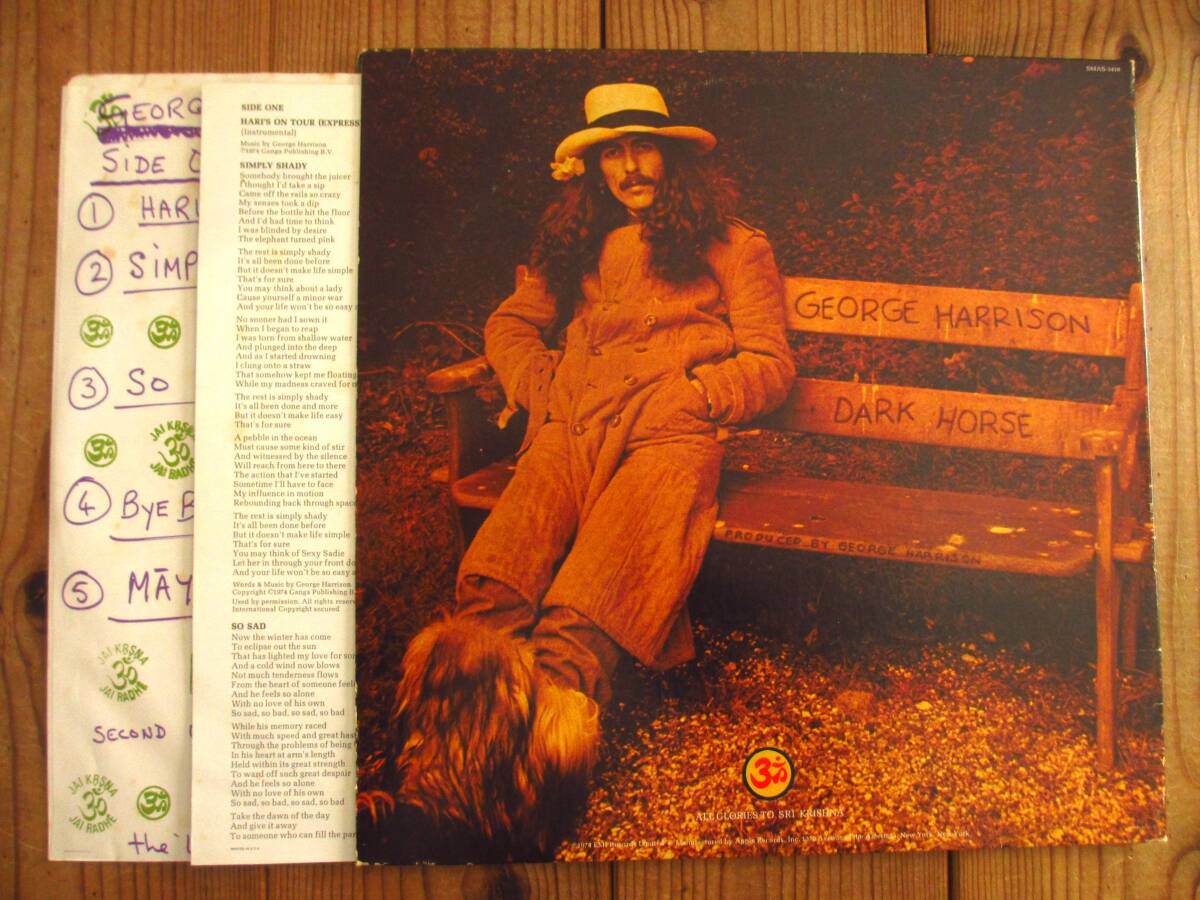 GEORG
SIDE O
1 HARI
2 SIMP
3 SO
JAI KRSNA
JAI RADHE
4 BYE B
5 MĀY
JAI KRSNA
ॐ
JAI RADHE
SECOND
JAI KRSNA
ॐ
JAI RADHE
the
SIDE ONE
HARI'S ON TOUR (EXPRESS
(Instrumental)
Music by George Harrison
℗1974 Ganga Publishing B.V.
SIMPLY SHADY
Somebody brought the juicer
I thought I'd take a sip
Came off the rails so crazy
My senses took a dip
Before the bottle hit the floor
And I'd had time to think
I was blinded by desire
The elephant turned pink
The rest is simply shady
It's all been done before
But it doesn't make life simple
That's for sure
You may think about a lady
Cause yourself a minor war
And your life won't be so easy a
No sooner had I sown it
When I began to reap
I was torn from shallow water
And plunged into the deep
And as I started drowning
I clung onto a straw
That somehow kept me floating
While my madness craved for m
The rest is simply shady
It's all been done and more
But it doesn't make life easy
That's for sure
A pebble in the ocean
Must cause some kind of stir
And witnessed by the silence
Will reach from here to there
The action that I've started
Sometime I'll have to face
My influence in motion
Rebounding back through spac
The rest is simply shady
It's all been done before
But it doesn't make life simple
That's for sure
You may think of Sexy Sadie
Let her in through your front do
And your life won't be so easy a
Words & Music by George Harrison
Copyright ©1974 Ganga Publishing B.
Used by permission. All rights reserv
International Copyright secured
SO SAD
Now the winter has come
To eclipse out the sun
That has lighted my love for so
And a cold wind now blows
Not much tenderness flows
From the heart of someone feeli
And he feels so alone
With no love of his own
So sad, so bad, so sad, so bad
While his memory raced
With much speed and great has
Through the problems of being
In his heart at arm's length
Held within its great strength
To ward off such great despair
And he feels so alone
With no love of his own
So sad, so bad, so sad, so bad
Take the dawn of the day
And give it away
To someone who can fill the par
SMAS-3418
GEORGE HARRISON
DARK HORSE
PRODUCED BY GEORGE HARRISON
ॐ
ALL GLORIES TO SRI KRISHNA